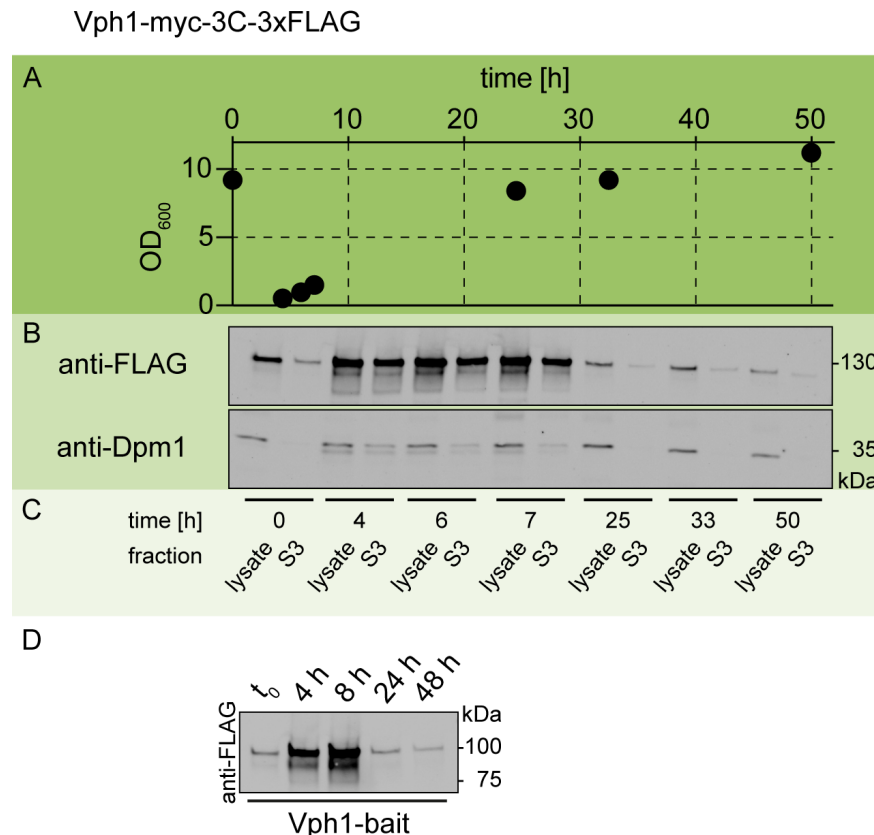 Vph1-myc-3C-3xFLAG
A
time [h]
0 10 20 30 40 50
OD600
10
5
0
B
anti-FLAG
-130
anti-Dpm1
- 35
kDa
C
time [h] 0 4 6 7 25 33 50
fraction lysate S3 lysate S3 lysate S3 lysate S3 lysate S3 lysate S3 lysate S3
D
t0 4 h 8 h 24 h 48 h
kDa
anti-FLAG
-100
- 75
Vph1-bait